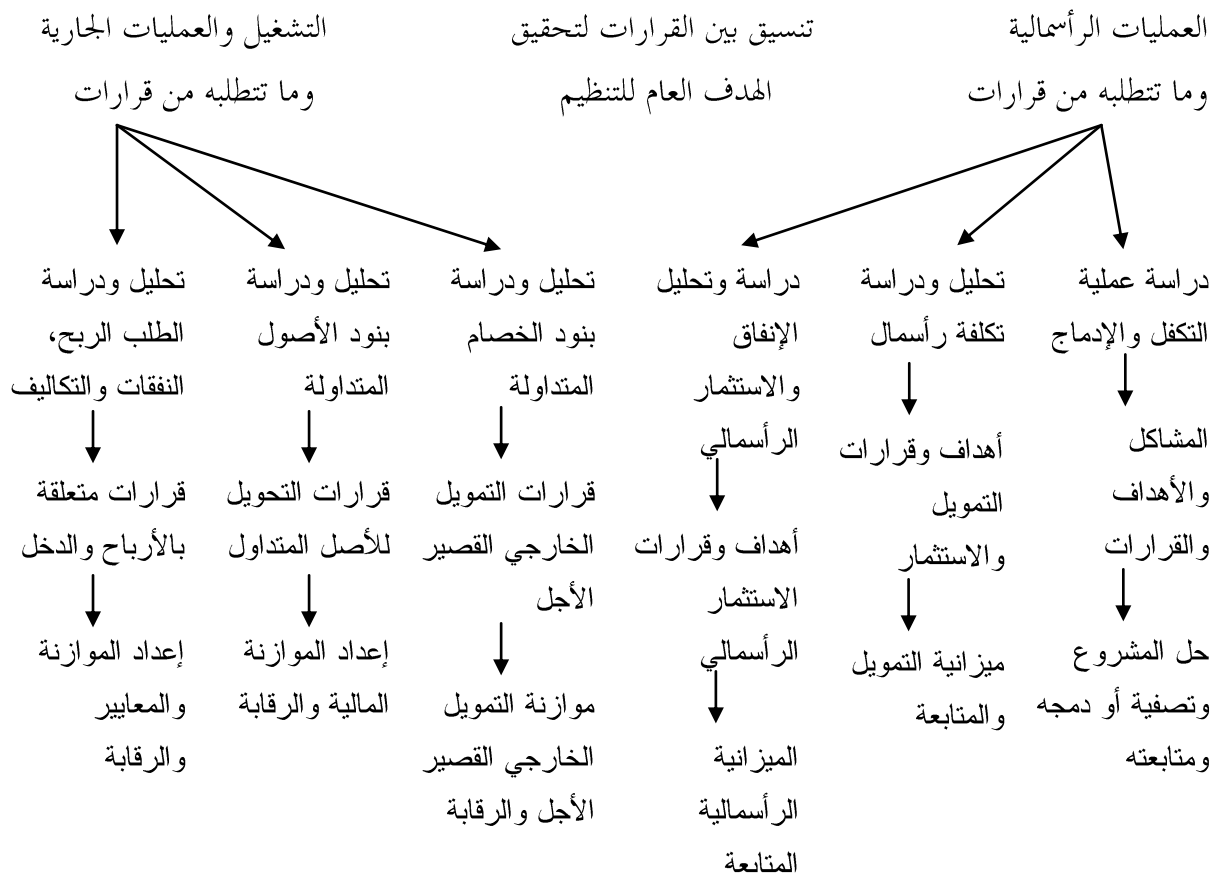 العمليات الرأسمالية
وما تتطلبه من قرارات
تنسيق بين القرارات لتحقيق
الهدف العام للتنظيم
التشغيل والعمليات الجارية
وما تتطلبه من قرارات
دراسة عملية
التكفل والإدماج
المشاكل
والأهداف
والقرارات
حل المشروع
وتصفية أو دمجه
ومتابعته
تحليل ودراسة
تكلفة رأسمال
أهداف وقرارات
التمويل
والاستثمار
ميزانية التمويل
والمتابعة
دراسة وتحليل
الإنفاق
والاستثمار
الرأسمالي
أهداف وقرارات
الاستثمار
الرأسمالي
الميزانية
الرأسمالية
المتابعة
تحليل ودراسة
بنود الخصام
المتداولة
قرارات التمويل
الخارجي القصير
الأجل
موازنة التمويل
الخارجي القصير
الأجل والرقابة
تحليل ودراسة
بنود الأصول
المتداولة
قرارات التحويل
للأصل المتداول
إعداد الموازنة
المالية والرقابة
تحليل ودراسة
الطلب الربح،
النفقات والتكاليف
قرارات متعلقة
بالأرباح والدخل
إعداد الموازنة
والمعايير
والرقابة